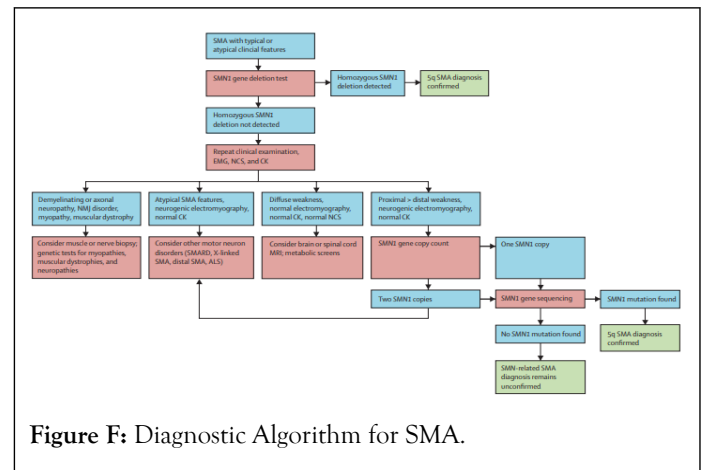 SMA with typical or
atypical clincial features
SMN1 gene deletion test
Homozygous SMN1
deletion detected
5q SMA diagnosis
confirmed
Homozygous SMN1
deletion not detected
Repeat clinical examination,
EMG, NCS, and CK
Demyelinating or axonal
neuropathy, NMJ disorder,
myopathy, muscular dystrophy
Atypical SMA features,
neurogenic electromyography,
normal CK
Diffuse weakness,
normal electromyography,
normal CK, normal NCS
Proximal > distal weakness,
neurogenic electromyography,
normal CK
Consider muscle or nerve biopsy;
genetic tests for myopathies,
muscular dystrophies, and
neuropathies
Consider other motor neuron
disorders (SMARD, X-linked
SMA, distal SMA, ALS)
Consider brain or spinal cord
MRI; metabolic screens
SMN1 gene copy count
One SMN1 copy
Two SMN1 copies
SMN1 gene sequencing
SMN1 mutation found
No SMN1 mutation found
5q SMA diagnosis
confirmed
SMN-related SMA
diagnosis remains
unconfirmed
Figure F: Diagnostic Algorithm for SMA.